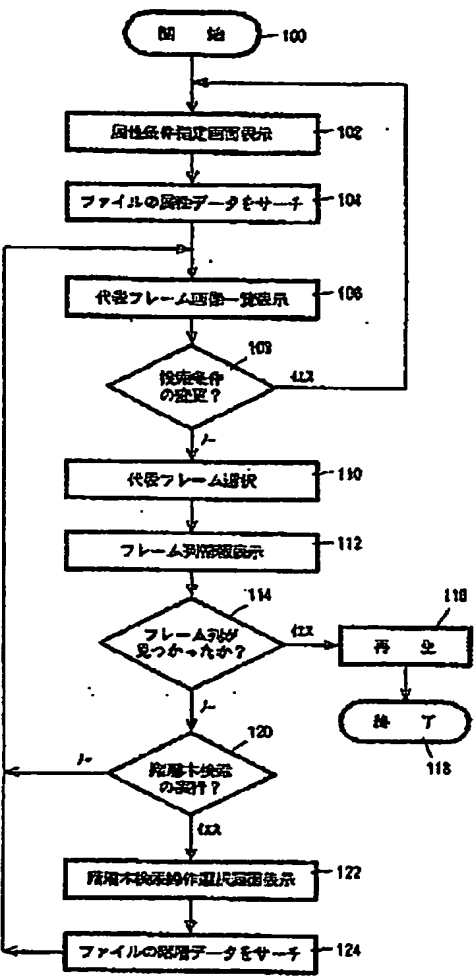 開 始
100
属性条件指定画面表示
102
ファイルの属性データをサーチ
104
代表フレーム画像一覧表示
106
108
検索条件
の変更?
イエス
ノー
代表フレーム選択
110
フレーム列階層表示
112
114
フレーム列が
見つかったか?
イエス
116
再 生
終 了
118
ノー
120
階層木検索
の実行?
ノー
イエス
階層木検索操作選択画面表示
122
ファイルの階層データをサーチ
124